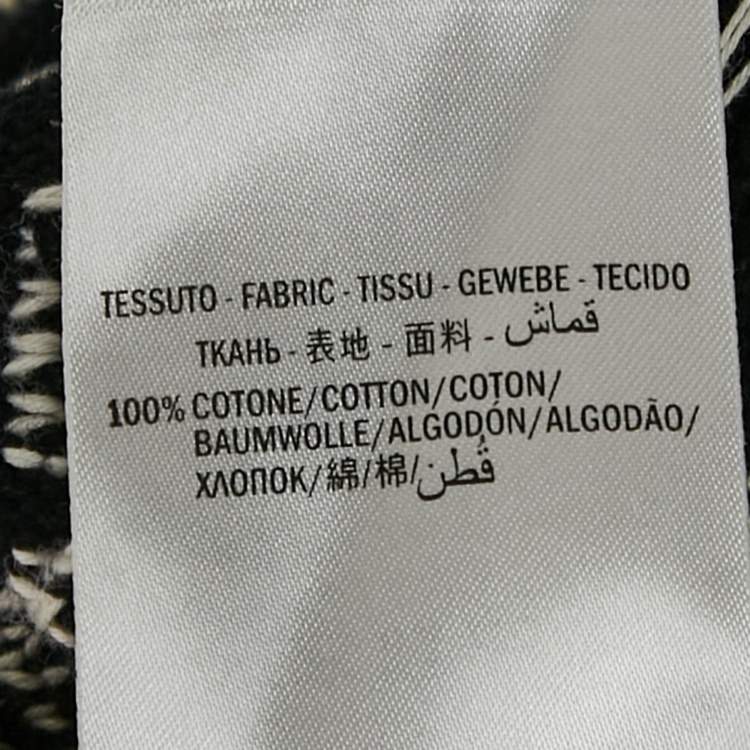 TESSUTO - FABRIC - TISSU - GEWEBE - TECIDO
ТКАНЬ - 表地 - 面料 - قماش
100% COTONE/COTTON/COTON/
BAUMWOLLE/ALGODÓN/ALGODÃO/
ХЛОПОК/綿/棉/قطن